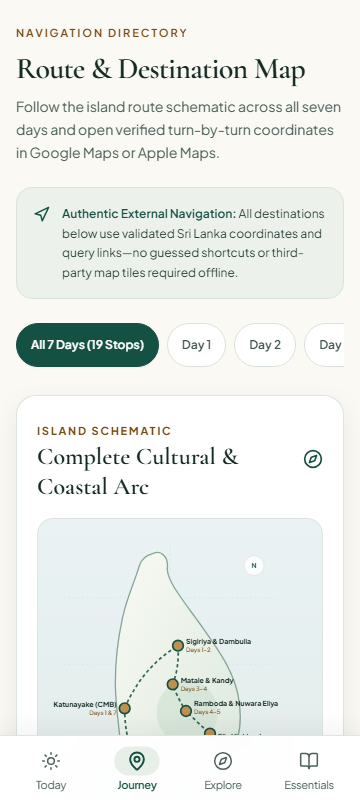 NAVIGATION DIRECTORY
Route & Destination Map
Follow the island route schematic across all seven
days and open verified turn-by-turn coordinates
in Google Maps or Apple Maps.
Authentic External Navigation: All destinations
below use validated Sri Lanka coordinates and
query links—no guessed shortcuts or third-
party map tiles required offline.
All 7 Days (19 Stops)
Day 1
Day 2
Day
ISLAND SCHEMATIC
Complete Cultural &
Coastal Arc
N
Sigiriya & Dambulla
Days 1–2
Matale & Kandy
Days 3–4
Katunayake (CMB)
Days 1 & 7
Ramboda & Nuwara Eliya
Days 4–5
Today
Journey
Explore
Essentials